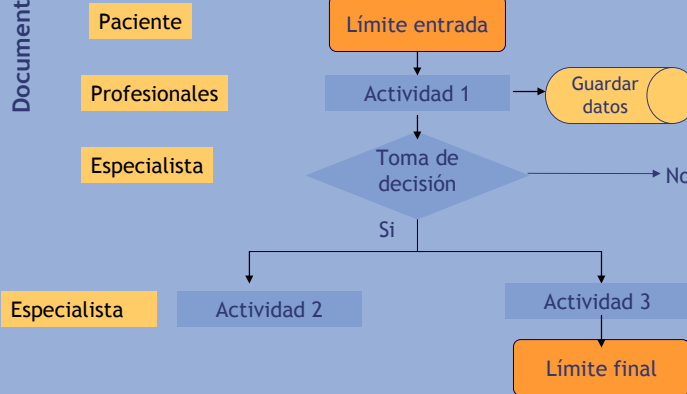 Paciente
Límite entrada
Profesionales
Actividad 1
Guardar
datos
Especialista
Toma de
decisión
No
Si
Especialista
Actividad 2
Actividad 3
Límite final